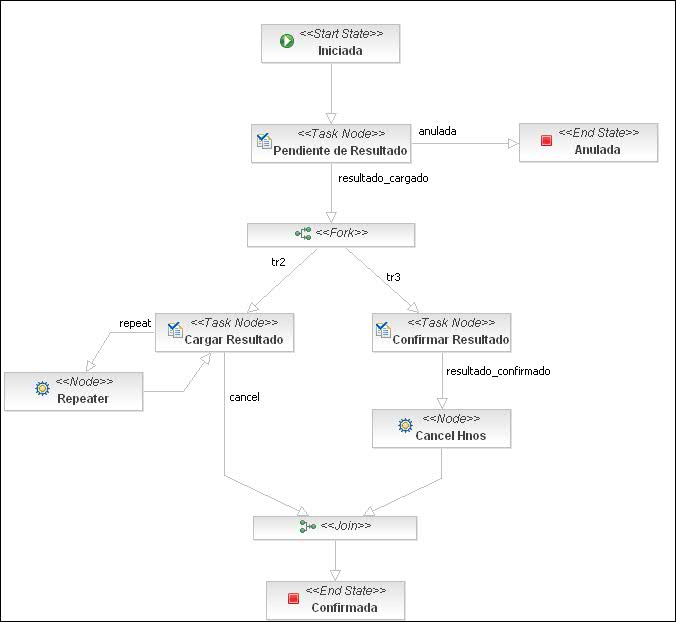 <<Start State>>
Iniciada
<<Task Node>>
Pendiente de Resultado
anulada
<<End State>>
Anulada
resultado_cargado
<<Fork>>
tr2
tr3
<<Task Node>>
Cargar Resultado
<<Task Node>>
Confirmar Resultado
repeat
<<Node>>
Repeater
cancel
resultado_confirmado
<<Node>>
Cancel Hnos
<<Join>>
<<End State>>
Confirmada